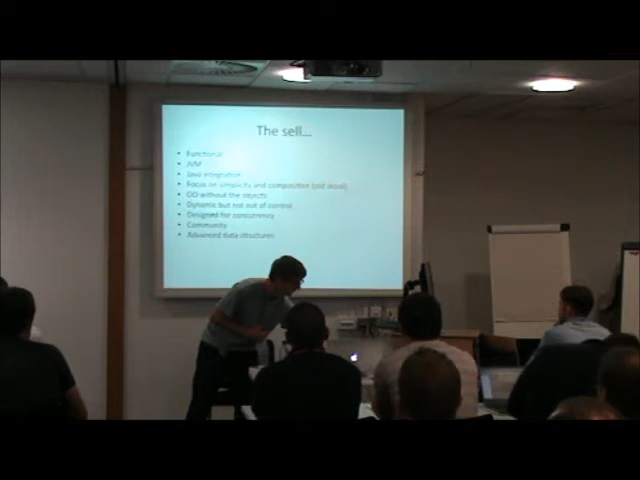 The sell...
• Functional
• JVM
• Java integration
• Focus on simplicity and composition (old skool)
• OO without the objects
• Dynamic but not out of control
• Designed for concurrency
• Community
• Advanced data structures